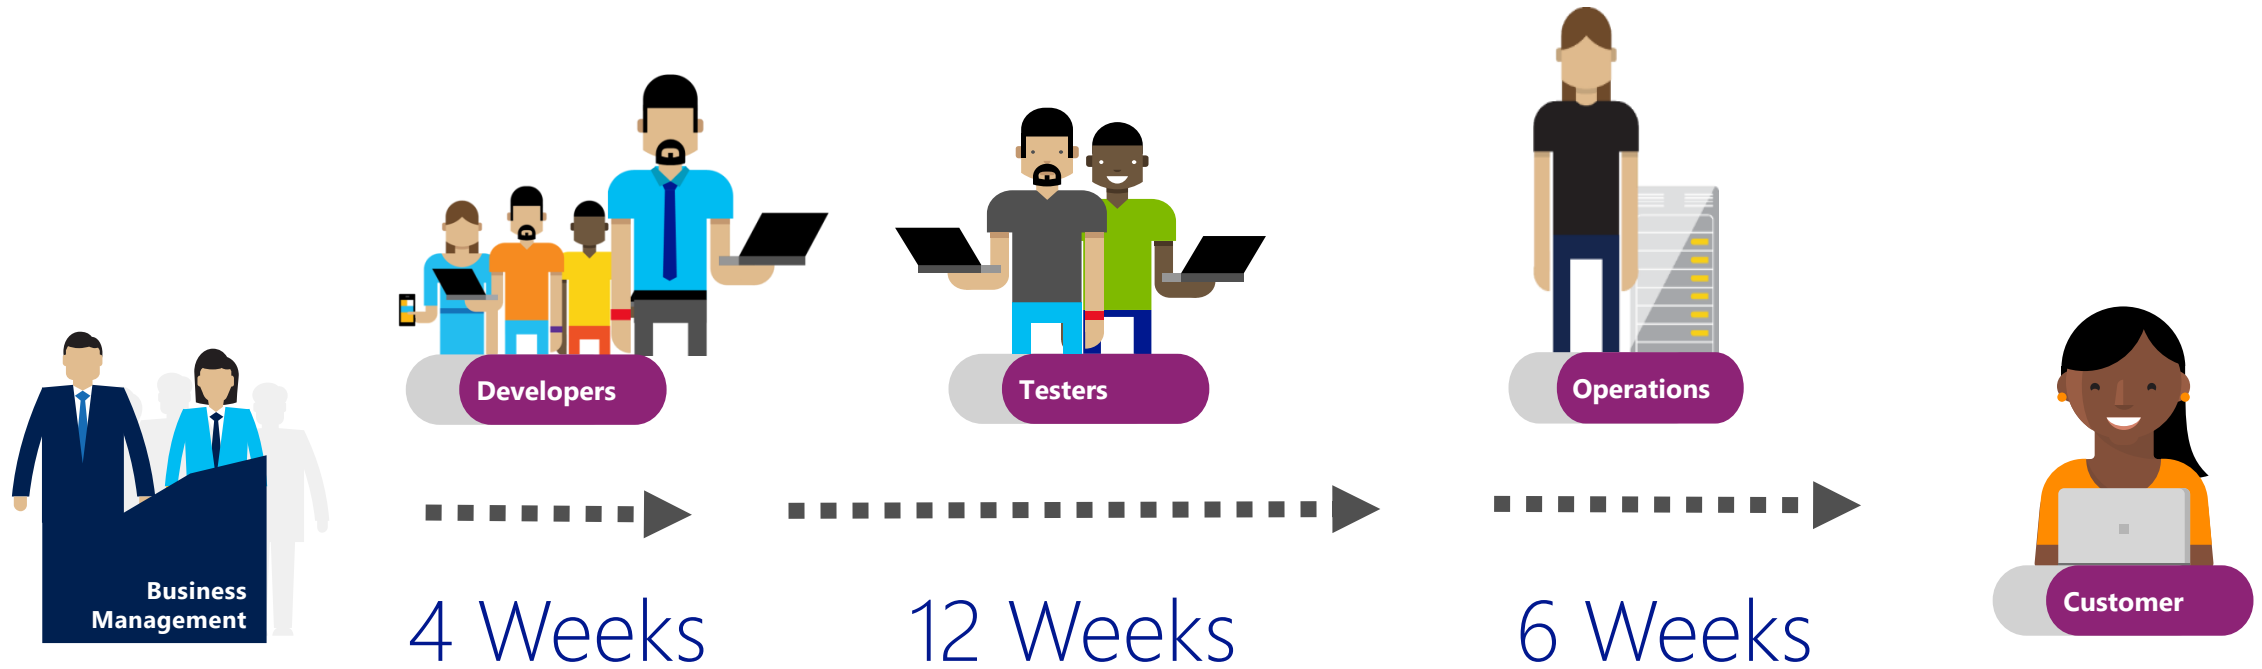 Developers
Testers
Operations
Business
Management
Customer
4 Weeks
12 Weeks
6 Weeks